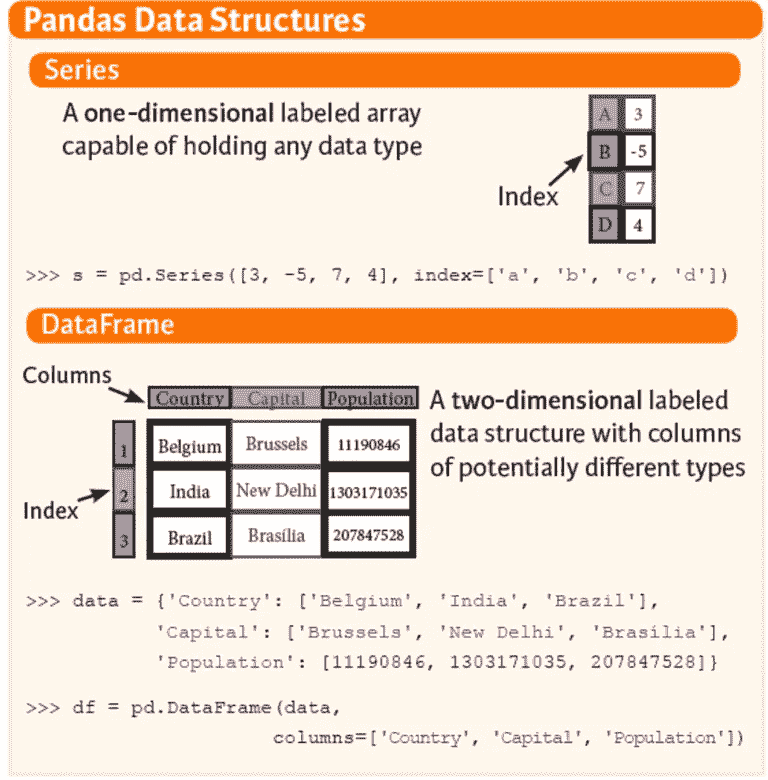 Pandas Data Structures
Series
A one-dimensional labeled array
capable of holding any data type
A 3
B -5
C 7
D 4
Index
>>> s = pd.Series([3, -5, 7, 4], index=['a', 'b', 'c', 'd'])
DataFrame
Columns
Country Capital Population
1 Belgium Brussels 11190846
2 India New Delhi 1303171035
3 Brazil Brasília 207847528
Index
A two-dimensional labeled
data structure with columns
of potentially different types
>>> data = {'Country': ['Belgium', 'India', 'Brazil'],
'Capital': ['Brussels', 'New Delhi', 'Brasília'],
'Population': [11190846, 1303171035, 207847528]}
>>> df = pd.DataFrame(data,
columns=['Country', 'Capital', 'Population'])